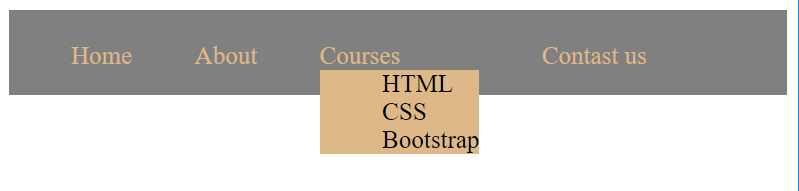 Home About Courses Contast us
HTML
CSS
Bootstrap